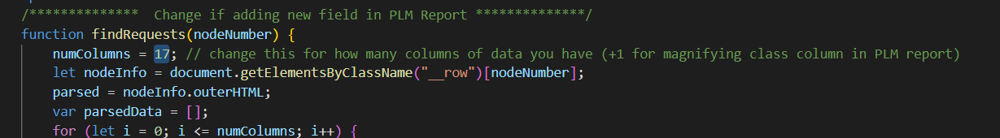 /**************  Change if adding new field in PLM Report **************/
function findRequests(nodeNumber) {
    numColumns = 17; // change this for how many columns of data you have (+1 for magnifying class column in PLM report)
    let nodeInfo = document.getElementsByClassName("__row")[nodeNumber];
    parsed = nodeInfo.outerHTML;
    var parsedData = [];
    for (let i = 0; i <= numColumns; i++) {